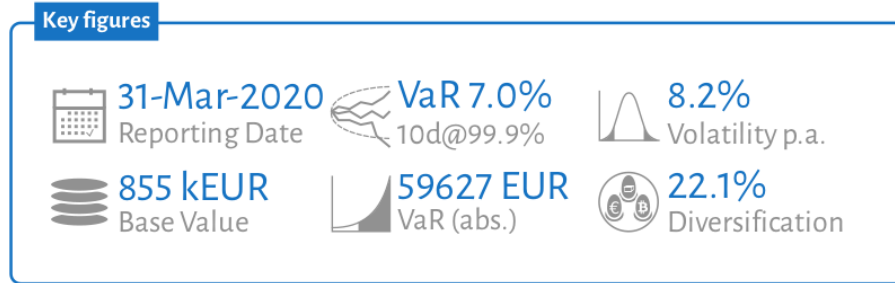 Key figures
31-Mar-2020
Reporting Date
VaR 7.0%
10d@99.9%
8.2%
Volatility p.a.
855 kEUR
Base Value
59627 EUR
VaR (abs.)
22.1%
Diversification